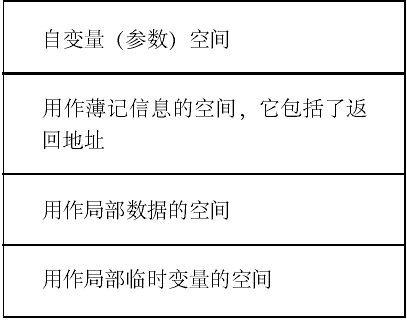 自变量（参数）空间
用作薄记信息的空间，它包括了返
回地址
用作局部数据的空间
用作局部临时变量的空间